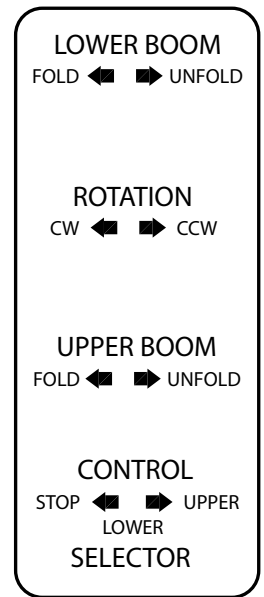 LOWER BOOM
FOLD UNFOLD
ROTATION
CW CCW
UPPER BOOM
FOLD UNFOLD
CONTROL
STOP UPPER
LOWER
SELECTOR